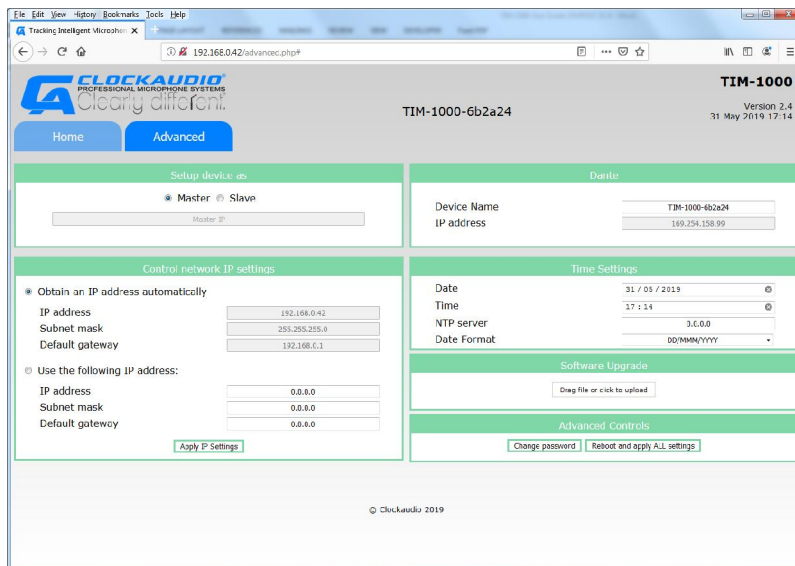 File Edit View History Bookmarks Tools Help
Tracking Intelligent Microphon
192.168.0.42/advanced.php#
CLOCKAUDIO
PROFESSIONAL MICROPHONE SYSTEMS
Clearly different.
TIM-1000
TIM-1000-6b2a24
Version 2.4
31 May 2019 17:14
Home Advanced
Setup device as
Master Slave
Master IP
Dante
Device Name TIM-1000-6b2a24
IP address 169.254.158.99
Control network IP settings
Obtain an IP address automatically
IP address 192.168.0.42
Subnet mask 255.255.255.0
Default gateway 192.168.0.1
Use the following IP address:
IP address 0.0.0.0
Subnet mask 0.0.0.0
Default gateway 0.0.0.0
Apply IP Settings
Time Settings
Date 31 / 05 / 2019
Time 17 : 14
NTP server 0.0.0.0
Date Format DD/MMM/YYYY
Software Upgrade
Drag file or click to upload
Advanced Controls
Change password Reboot and apply ALL settings
© Clockaudio 2019